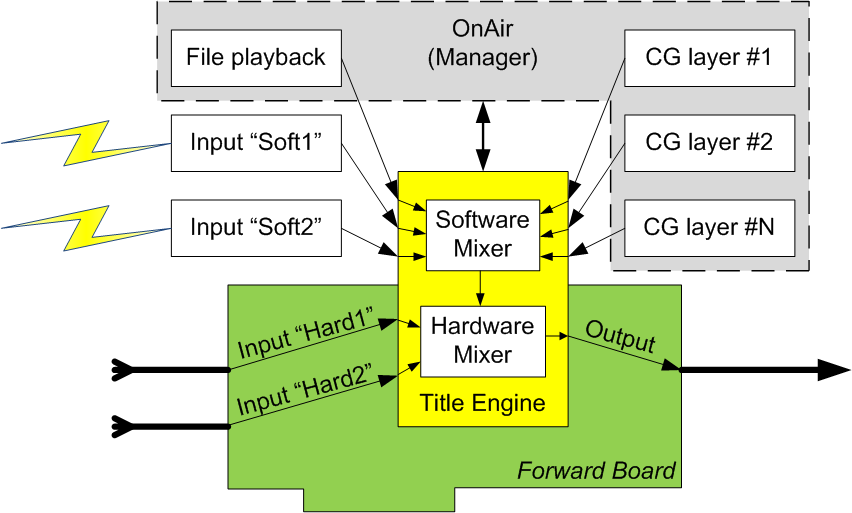 OnAir
(Manager)
File playback
CG layer #1
Input “Soft1”
CG layer #2
Input “Soft2”
CG layer #N
Software
Mixer
Input “Hard1”
Hardware
Mixer
Output
Input “Hard2”
Title Engine
Forward Board